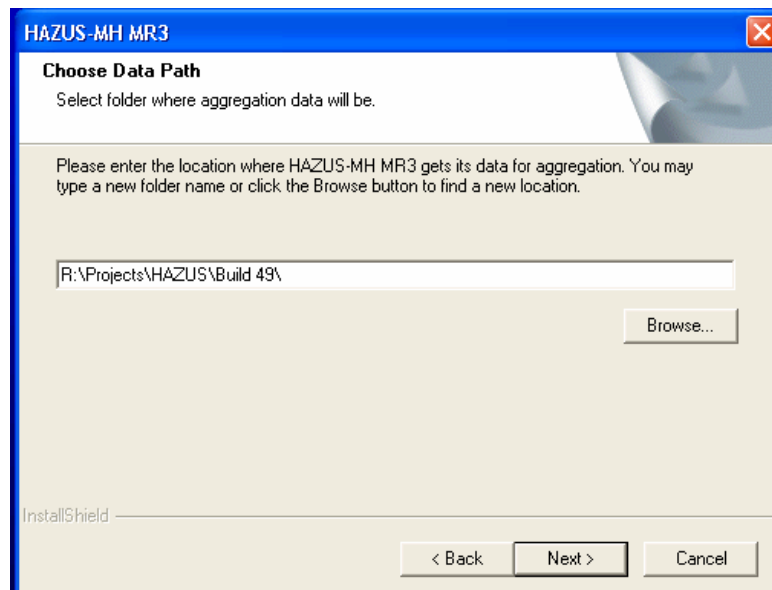 HAZUS-MH MR3
Choose Data Path
Select folder where aggregation data will be.
Please enter the location where HAZUS-MH MR3 gets its data for aggregation. You may
type a new folder name or click the Browse button to find a new location.
R:\Projects\HAZUS\Build 49\
Browse...
InstallShield
< Back Next > Cancel